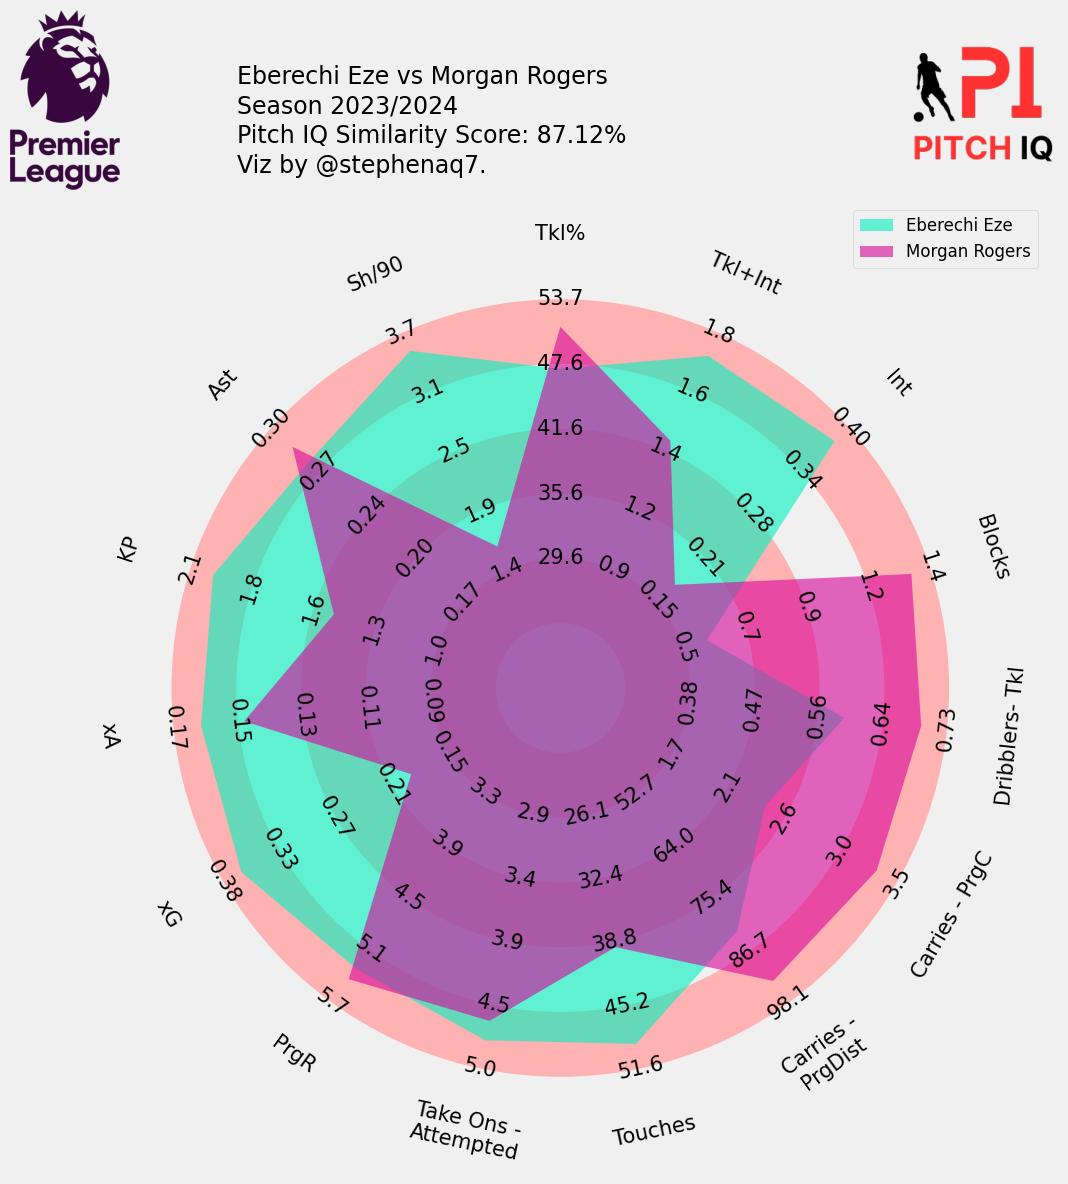 Eberechi Eze vs Morgan Rogers
Season 2023/2024
Pitch IQ Similarity Score: 87.12%
Viz by @stephenaq7.
Premier
League
PI
PITCH IQ
Eberechi Eze
Morgan Rogers
Tkl%
53.7
47.6
41.6
35.6
29.6
Tkl+Int
1.8
1.6
1.4
1.2
0.9
Int
0.40
0.34
0.28
0.21
0.15
Blocks
1.4
1.2
0.9
0.7
0.5
Dribblers- Tkl
0.73
0.64
0.56
0.47
0.38
Carries - PrgC
3.5
3.0
2.6
2.1
1.7
Carries -
PrgDist
98.1
86.7
75.4
64.0
52.7
Touches
51.6
45.2
38.8
32.4
26.1
Take Ons -
Attempted
5.0
4.5
3.9
3.4
2.9
PrgR
5.7
5.1
4.5
3.9
3.3
xG
0.38
0.33
0.27
0.21
0.15
xA
0.17
0.15
0.13
0.11
0.09
KP
2.1
1.8
1.6
1.3
1.0
Ast
0.30
0.27
0.24
0.20
0.17
Sh/90
3.7
3.1
2.5
1.9
1.4